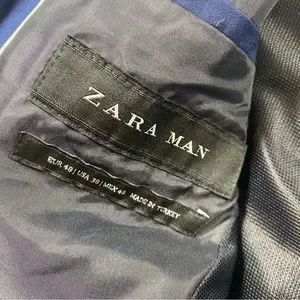 ZARA MAN
EUR 48 | USA 38 | MEX 48 MADE IN TURKEY